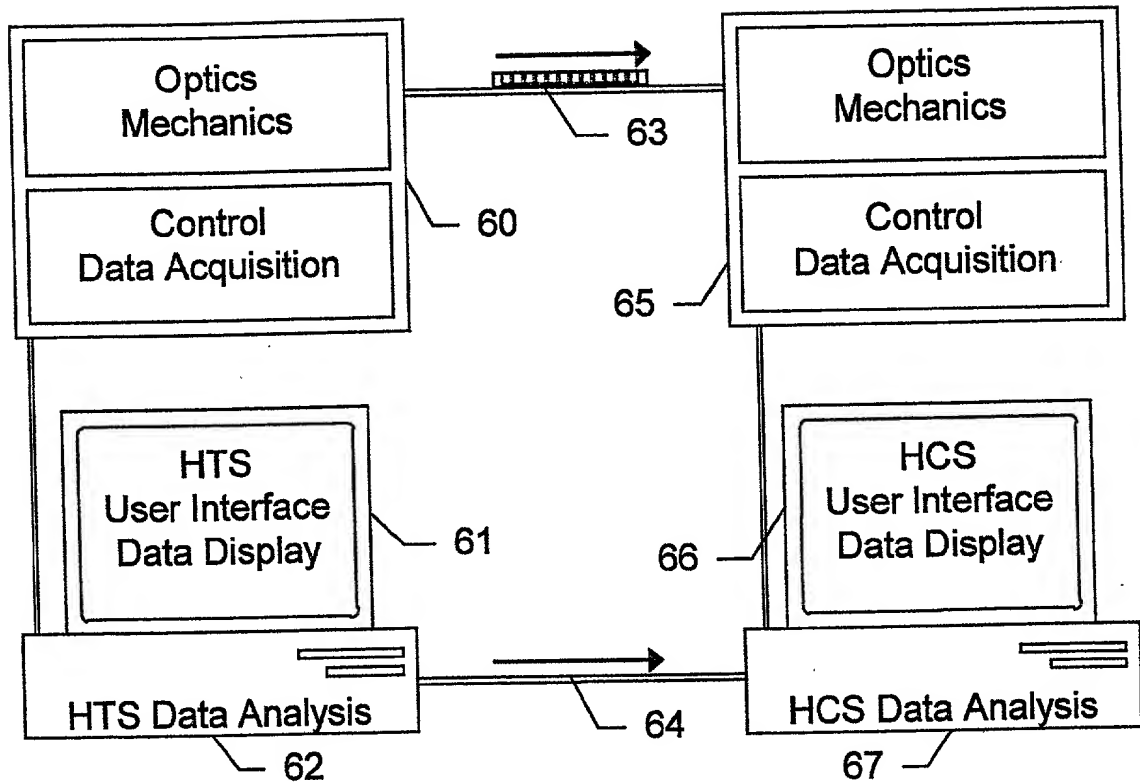 Optics
Mechanics
Control
Data Acquisition
60
63
Optics
Mechanics
Control
Data Acquisition
65
HTS
User Interface
Data Display
61
HTS Data Analysis
62
64
HCS
User Interface
Data Display
66
HCS Data Analysis
67